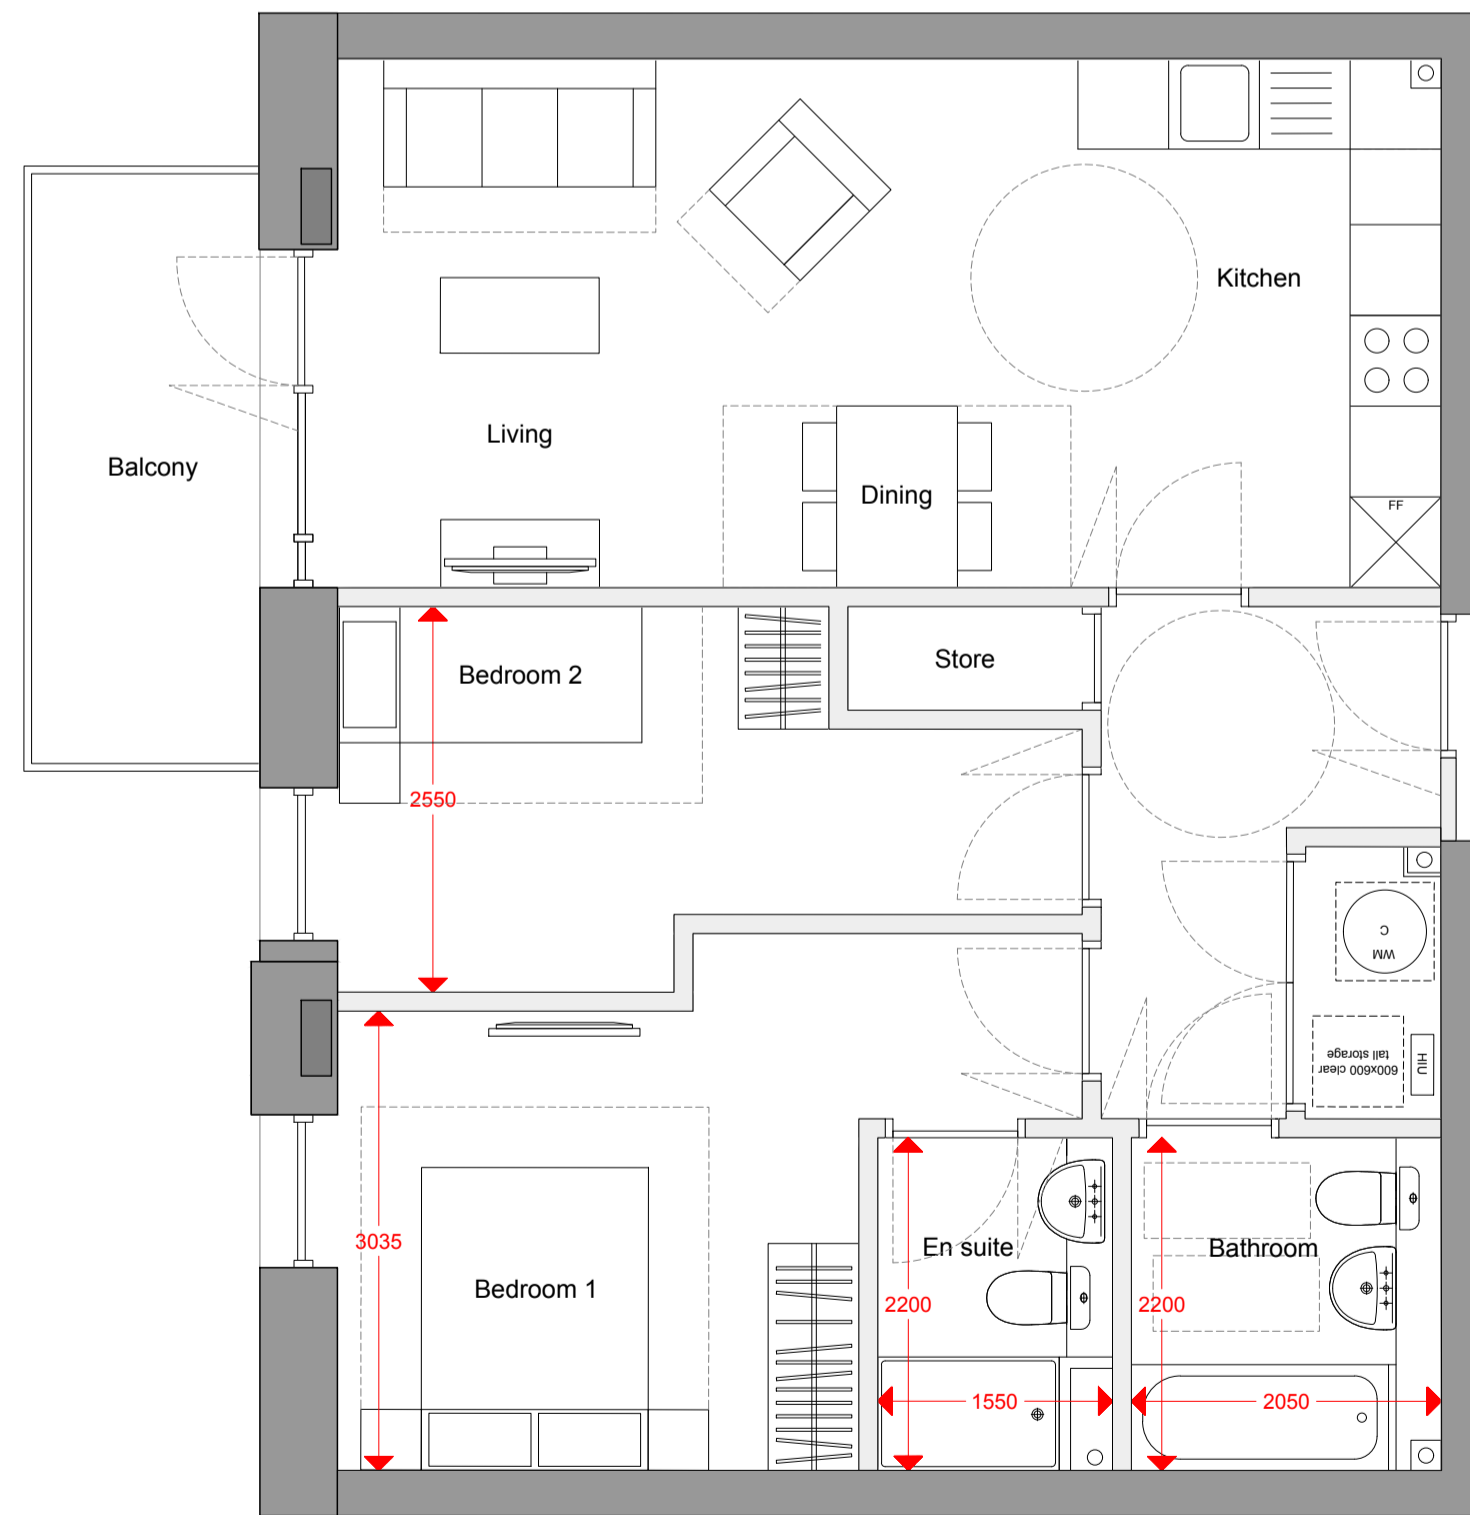 Kitchen
Living
Balcony
Dining
FF
Store
Bedroom 2
2550
WM
C
600x600 clear
tall storage
HIU
3035
En suite
Bathroom
Bedroom 1
2200
2200
1550
2050